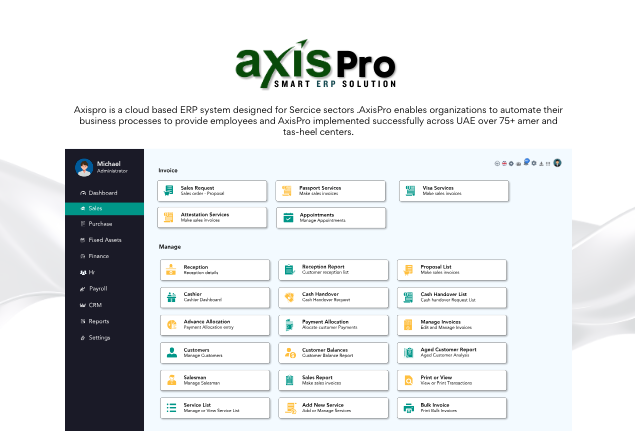 axisPro
SMART ERP SOLUTION
Axispro is a cloud based ERP system designed for Sercice sectors .AxisPro enables organizations to automate their
business processes to provide employees and AxisPro implemented successfully across UAE over 75+ amer and
tas-heel centers.
Michael
Administrator
Dashboard
Sales
Purchase
Fixed Assets
Finance
Hr
Payroll
CRM
Reports
Settings
Invoice
Sales Request
Sales order - Proposal
Passport Services
Make sales invoices
Visa Services
Make sales invoices
Attestation Services
Make sales invoices
Appointments
Manage Appointments
Manage
Reception
Reception details
Reception Report
Customer reception list
Proposal List
Make sales invoices
Cashier
Cashier Dashboard
Cash Handover
Cash Handover Request
Cash Handover List
Cash handover Request List
Advance Allocation
Payment Allocation entry
Payment Allocation
Alocate customer Payments
Manage Invoices
Edit and Manage Invoices
Customers
Manage Customers
Customer Balances
Customer Balance Report
Aged Customer Report
Aged Customer Analysis
Salesman
Manage Salesman
Sales Report
Make sales invoices
Print or View
View or Print Transactions
Service List
Manage or View Service List
Add New Service
Add or Manage Services
Bulk Invoice
Print Bulk Invoices